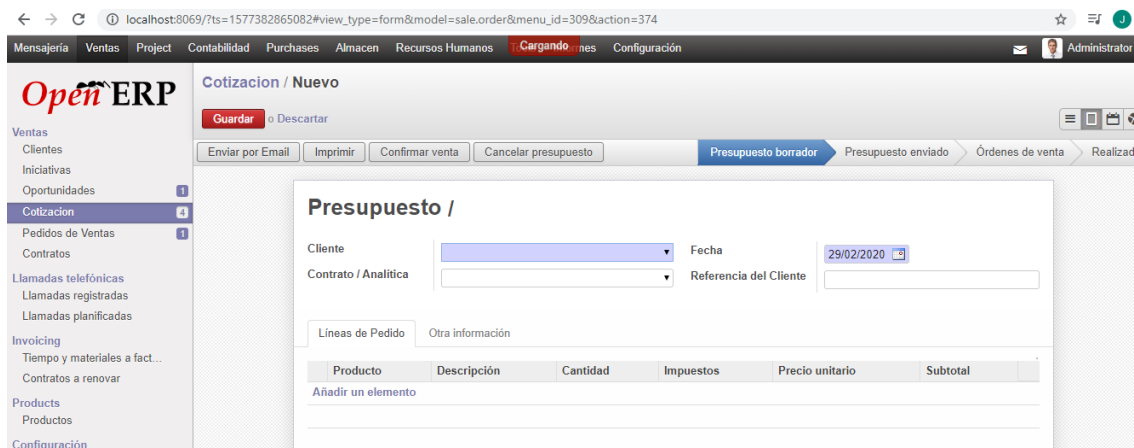 localhost:8069/?ts=1577382865082#view_type=form&model=sale.order&menu_id=309&action=374
J
Mensajería Ventas Project Contabilidad Purchases Almacen Recursos Humanos Cargando nes Configuración Administrator
Open ERP
Cotizacion / Nuevo
Guardar o Descartar
Enviar por Email Imprimir Confirmar venta Cancelar presupuesto Presupuesto borrador Presupuesto enviado Órdenes de venta Realizad
Ventas
Clientes
Iniciativas
Oportunidades 1
Cotizacion 4
Pedidos de Ventas 1
Contratos
Llamadas telefónicas
Llamadas registradas
Llamadas planificadas
Invoicing
Tiempo y materiales a fact...
Contratos a renovar
Products
Productos
Configuración
Presupuesto /
Cliente Fecha 29/02/2020
Contrato / Analítica Referencia del Cliente
Líneas de Pedido Otra información
Producto Descripción Cantidad Impuestos Precio unitario Subtotal
Añadir un elemento